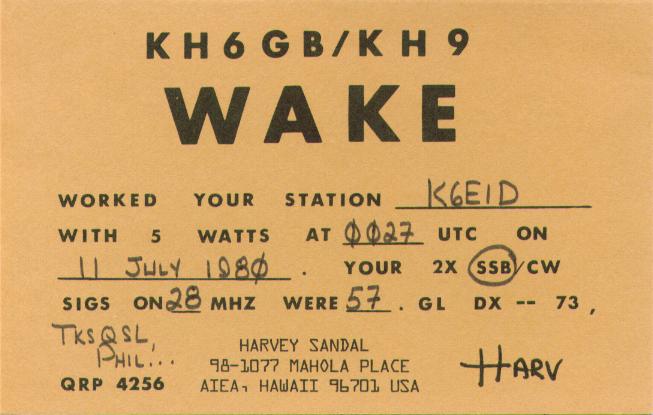 KH6GB/KH9
WAKE
WORKED YOUR STATION K6EID
WITH 5 WATTS AT 0027 UTC ON
11 JULY 1980. YOUR 2X SSB/CW
SIGS ON 28 MHZ WERE 57. GL DX -- 73,
TKS QSL,
PHIL...
QRP 4256
HARVEY SANDAL
98-1077 MAHOLA PLACE
AIEA, HAWAII 96701 USA
HARV